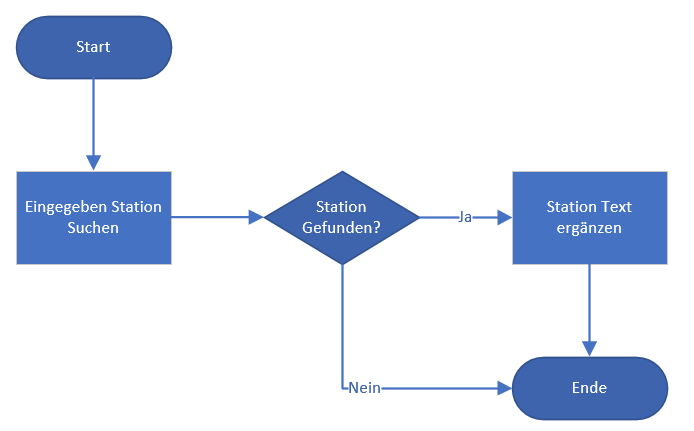 Start
Eingegeben Station
Suchen
Station
Gefunden?
Ja
Station Text
ergänzen
Nein
Ende